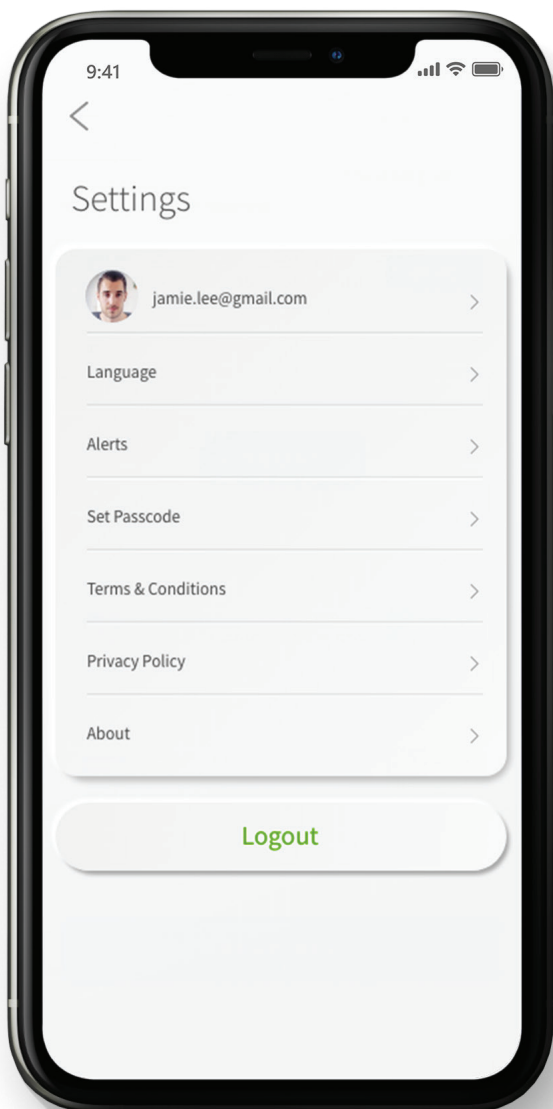 9:41
Settings
jamie.lee@gmail.com
Language
Alerts
Set Passcode
Terms & Conditions
Privacy Policy
About
Logout